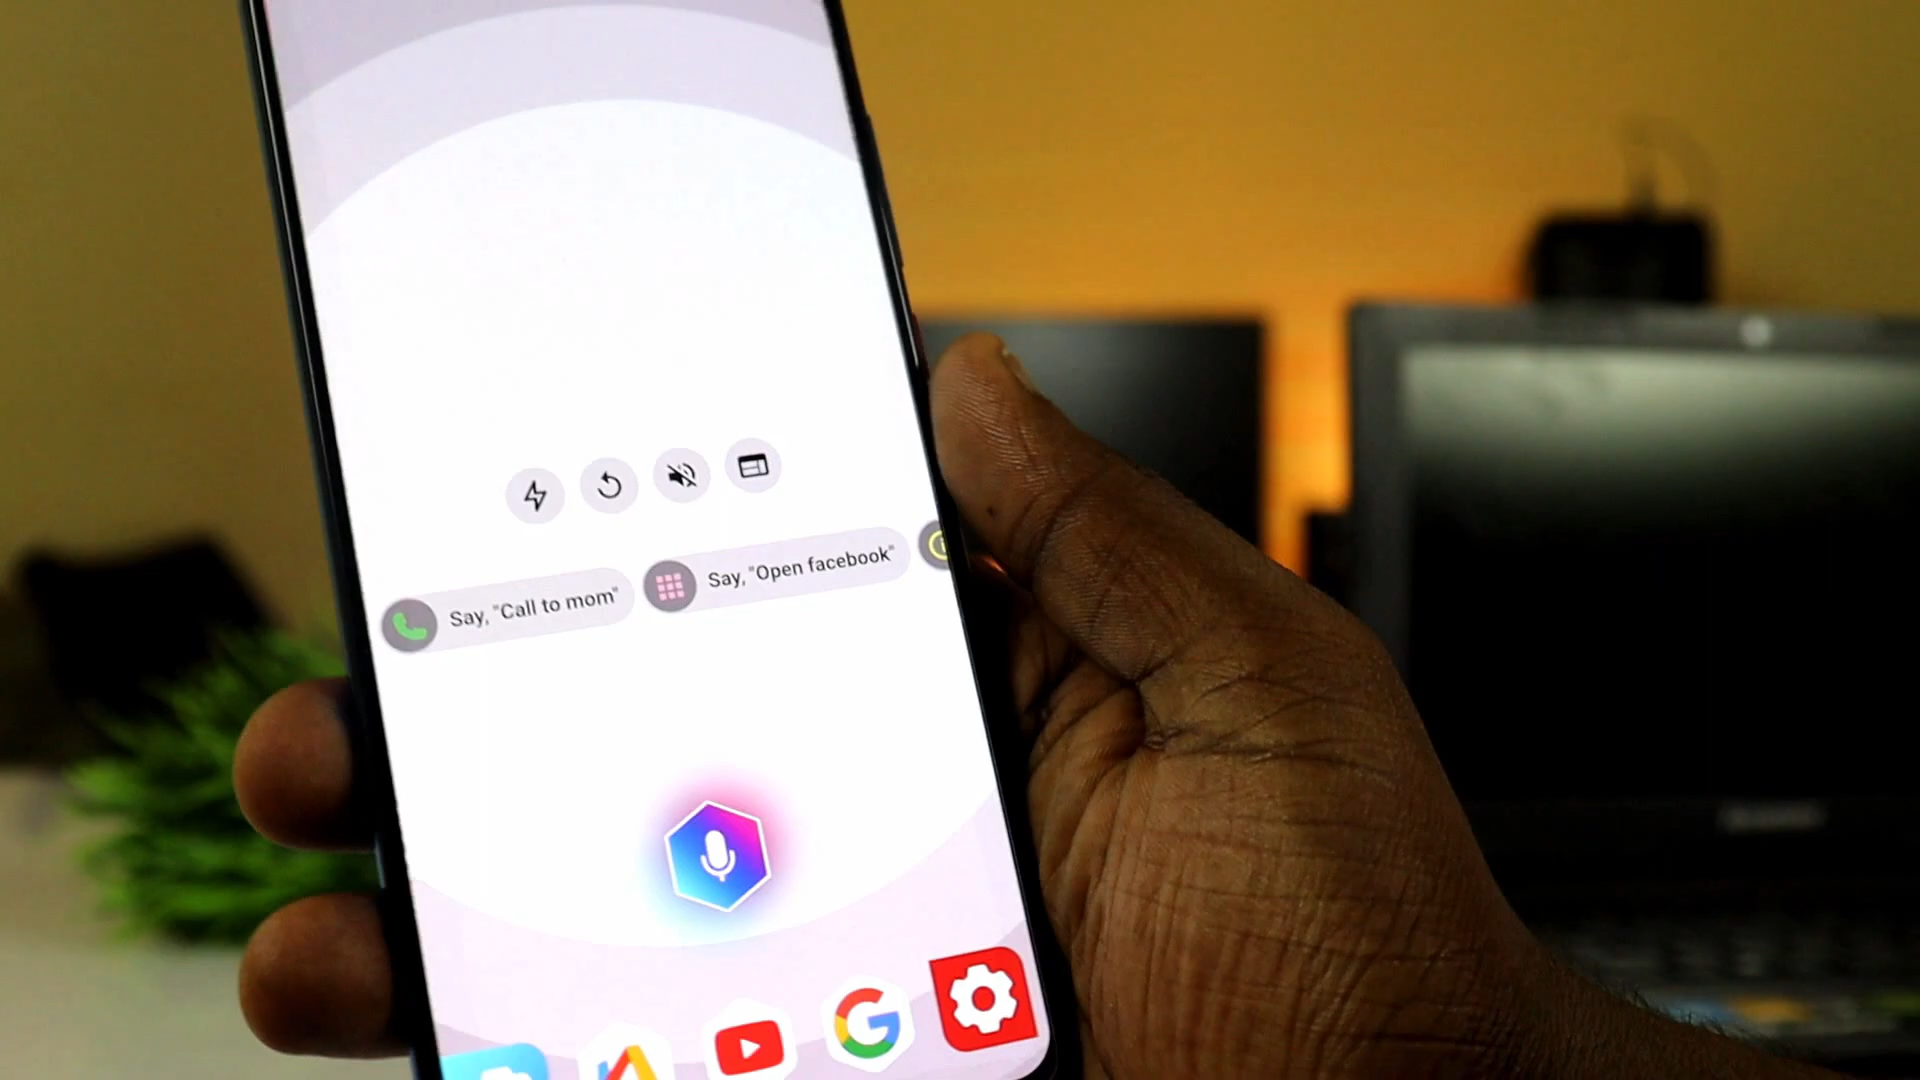 Say, "Call to mom"
Say, "Open facebook"